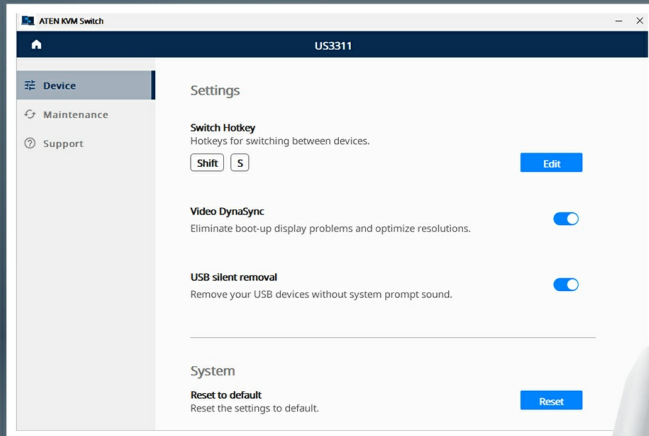 ATEN KVM Switch
US3311
Device
Maintenance
Support
Settings
Switch Hotkey
Hotkeys for switching between devices.
Shift S
Edit
Video DynaSync
Eliminate boot-up display problems and optimize resolutions.
USB silent removal
Remove your USB devices without system prompt sound.
System
Reset to default
Reset the settings to default.
Reset